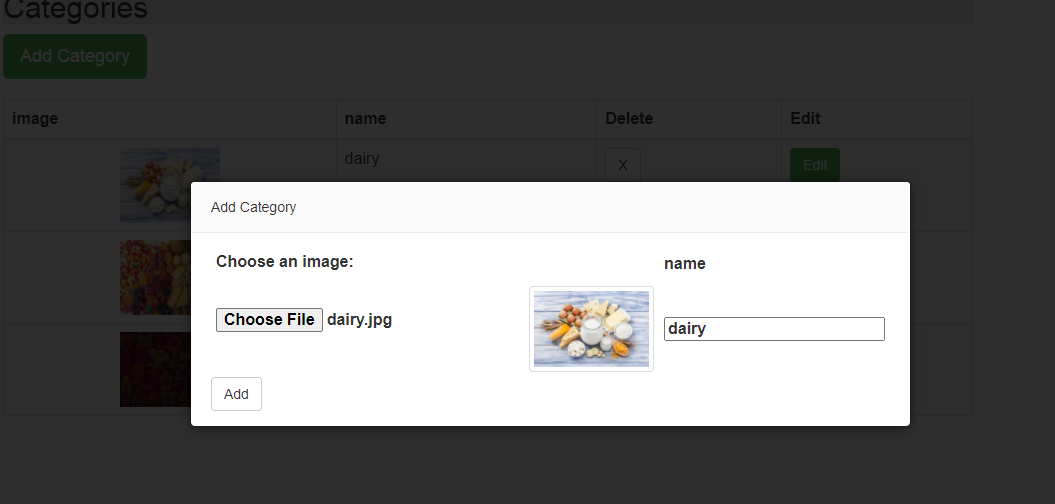 Categories
Add Category
image name Delete Edit
dairy X Edit
Add Category
Choose an image: name
Choose File dairy.jpg dairy
Add